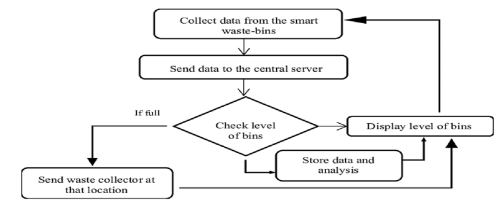 Collect data from the smart
waste-bins
Send data to the central server
If full
Check level
of bins
Display level of bins
Store data and
analysis
Send waste collector at
that location